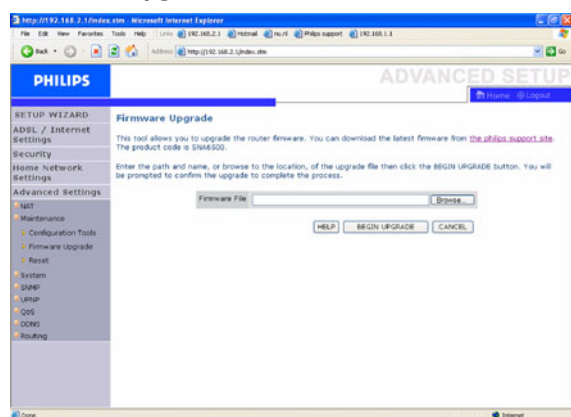 http://192.168.2.1/index.stm - Microsoft Internet Explorer
File Edit View Favorites Tools Help Links 192.168.2.1 Hotmail nu.nl Philips support 192.168.1.1
Back
Address http://192.168.2.1/index.stm Go
PHILIPS
ADVANCED SETUP
Home Logout
SETUP WIZARD
ADSL / Internet Settings
Security
Home Network Settings
Advanced Settings
NAT
Maintenance
Configuration Tools
Firmware Upgrade
Reset
System
SNMP
UPNP
QoS
DDNS
Routing
Firmware Upgrade
This tool allows you to upgrade the router firmware. You can download the latest firmware from the philips support site.
The product code is SNA6500.
Enter the path and name, or browse to the location, of the upgrade file then click the BEGIN UPGRADE button. You will
be prompted to confirm the upgrade to complete the process.
Firmware File Browse...
HELP BEGIN UPGRADE CANCEL
Done Internet